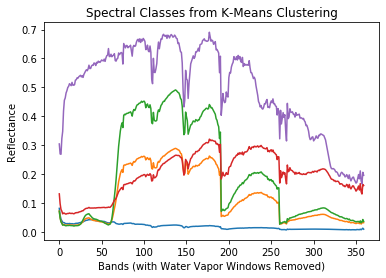 Spectral Classes from K-Means Clustering
0.7
0.6
0.5
0.4
0.3
0.2
0.1
0.0
Reflectance
0 50 100 150 200 250 300 350
Bands (with Water Vapor Windows Removed)